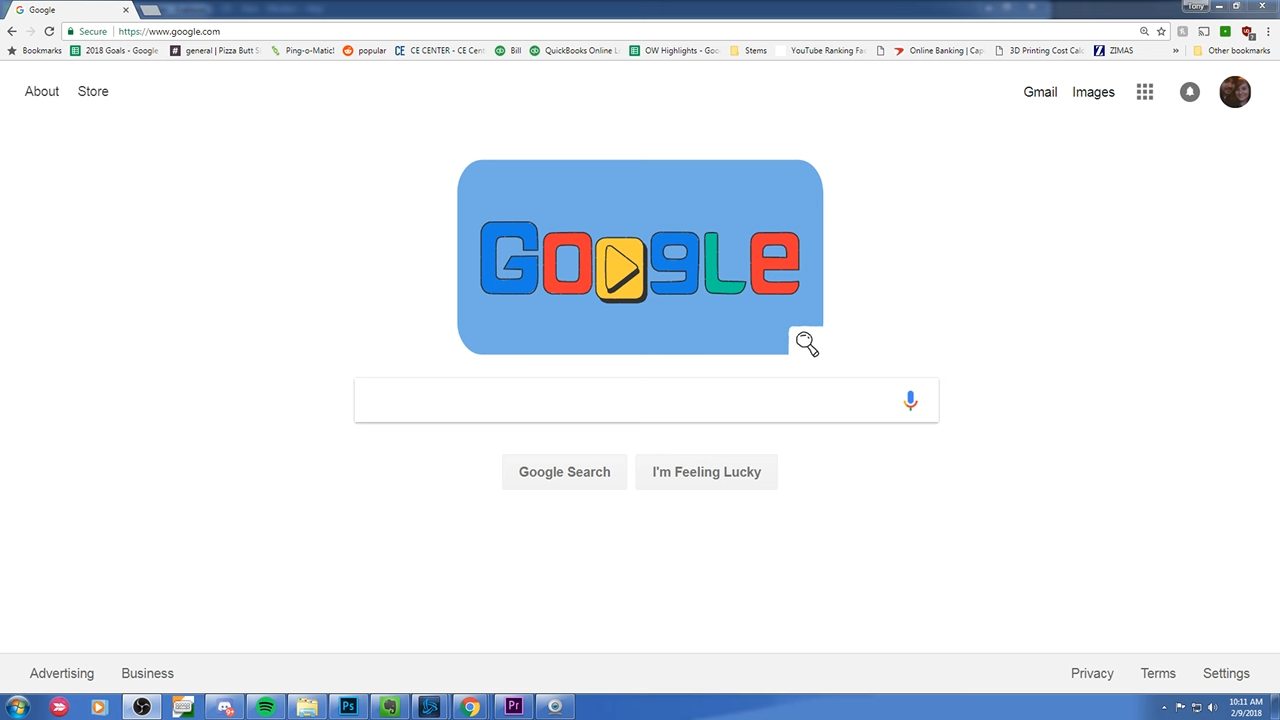 Google
Tony
Secure
https://www.google.com
Bookmarks
2018 Goals - Google
general | Pizza Butt S
Ping-o-Matic!
popular
CE CENTER - CE Cent
Bill
QuickBooks Online L
OW Highlights - Goo
Stems
YouTube Ranking Fa
Online Banking | Cap
3D Printing Cost Calc
ZIMAS
»
Other bookmarks
About
Store
Gmail
Images
Google
Google Search
I'm Feeling Lucky
Advertising
Business
Privacy
Terms
Settings
Ps
Pr
10:11 AM
2/9/2018